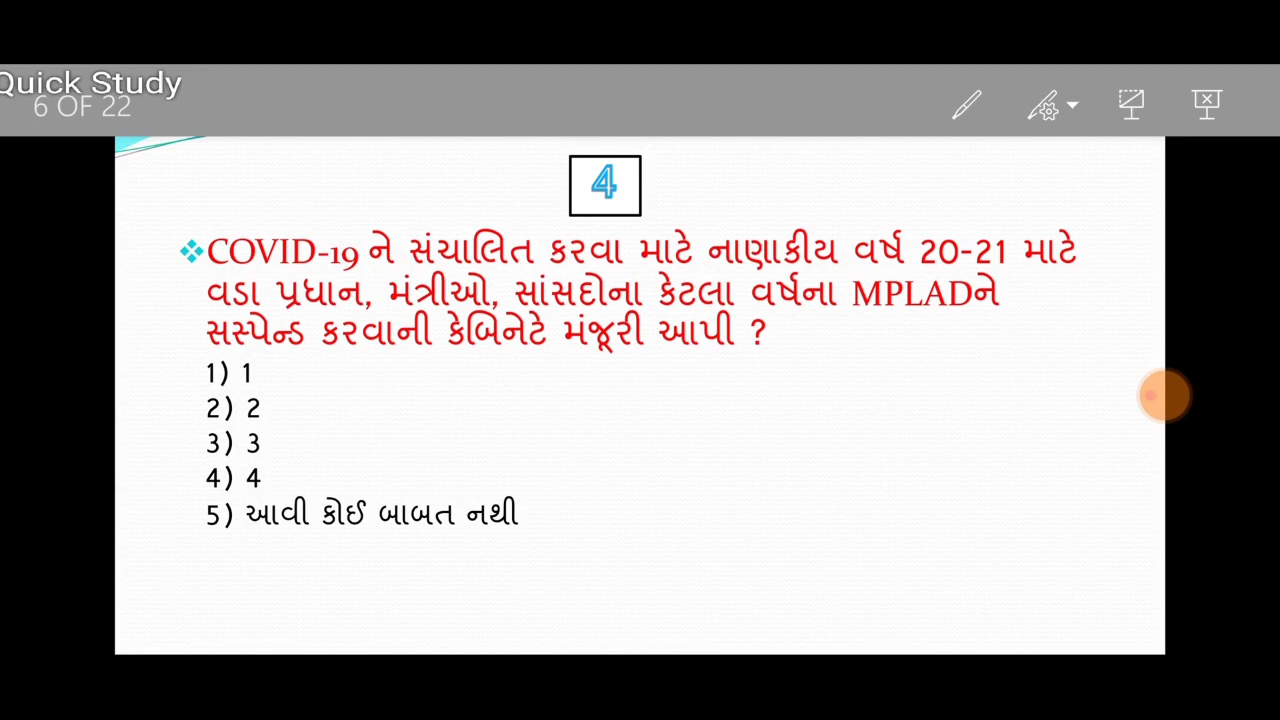 Quick Study
6 OF 22
4
COVID-19 ને સંચાલિત કરવા માટે નાણાકીય વર્ષ 20-21 માટે
વડા પ્રધાન, મંત્રીઓ, સાંસદોના કેટલા વર્ષના MPLADને
સસ્પેન્ડ કરવાની કેબિનેટે મંજૂરી આપી ?
1) 1
2) 2
3) 3
4) 4
5) આવી કોઈ બાબત નથી